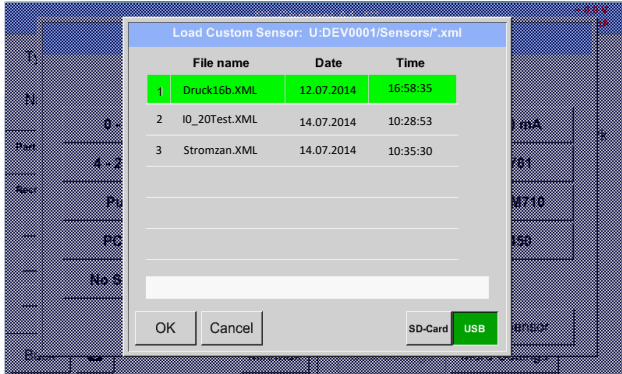 Load Custom Sensor: U:DEV0001/Sensors/*.xml
File name Date Time
1 Druck16b.XML 12.07.2014 16:58:35
2 I0_20Test.XML 14.07.2014 10:28:53
3 Stromzan.XML 14.07.2014 10:35:30
OK Cancel SD-Card USB
No S
Back